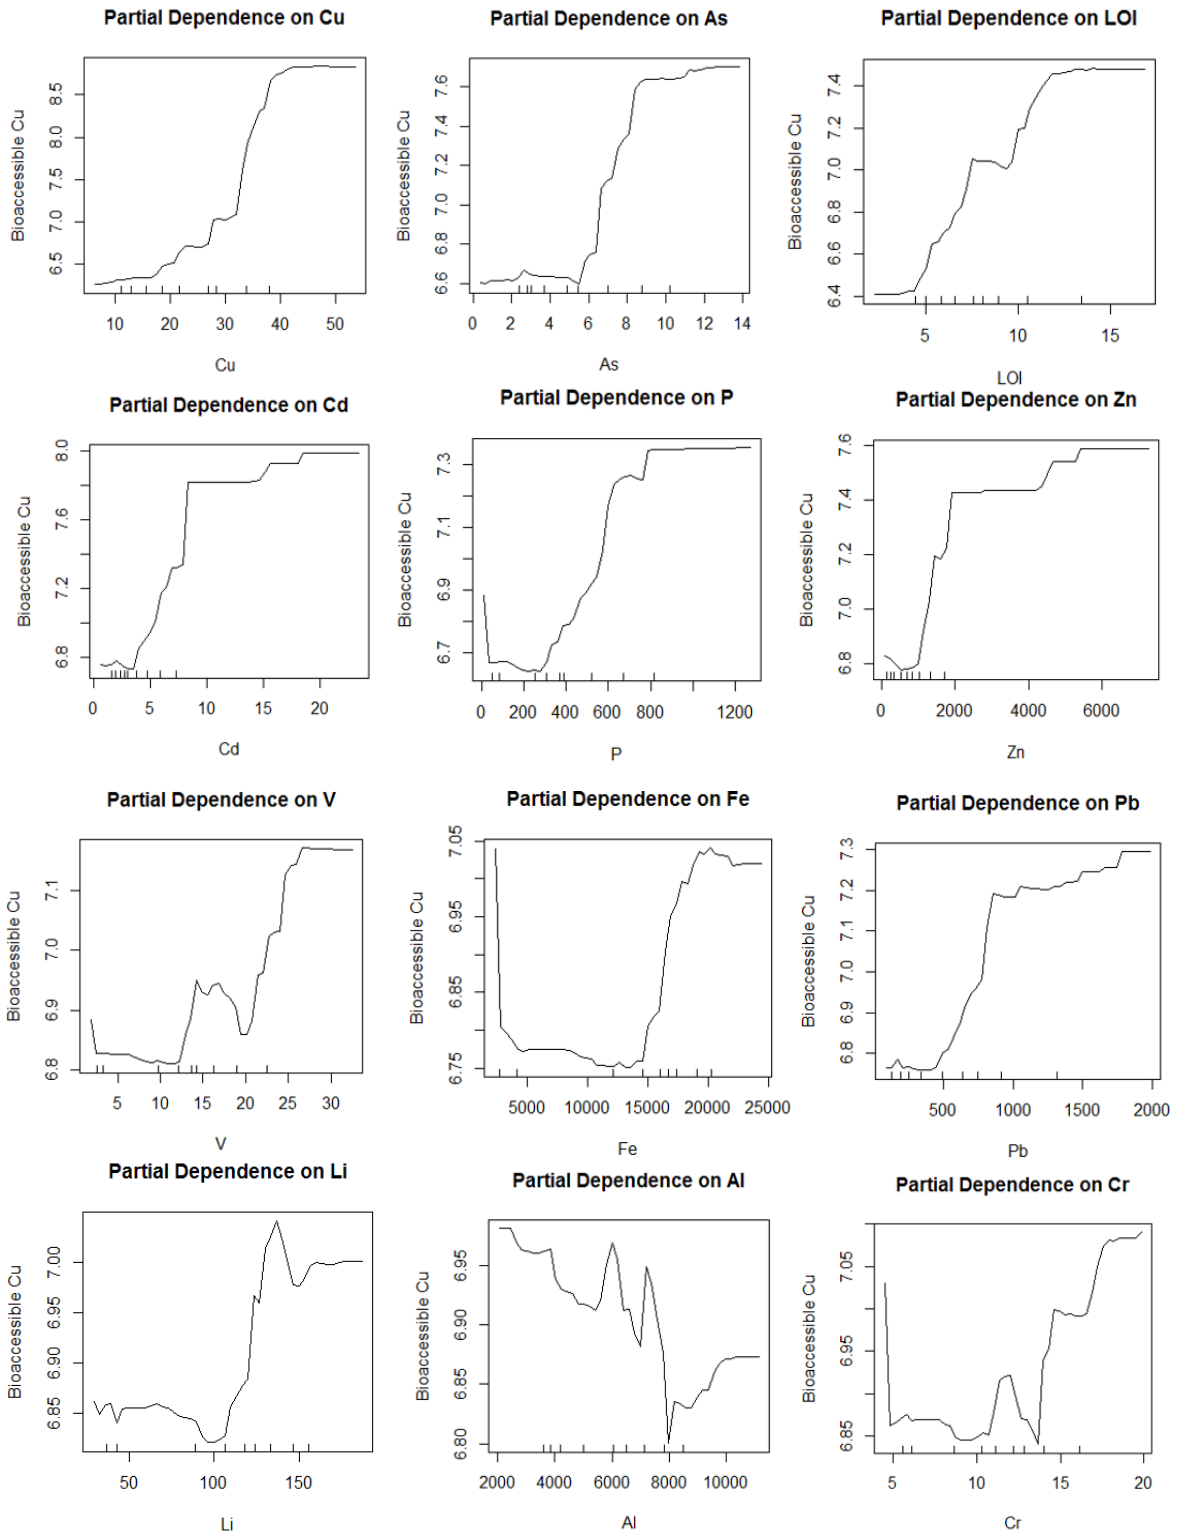 Partial Dependence on Cu
Bioaccessible Cu
8.5
8.0
7.5
7.0
6.5
10 20 30 40 50
Cu
Partial Dependence on As
Bioaccessible Cu
7.6
7.4
7.2
7.0
6.8
6.6
0 2 4 6 8 10 12 14
As
Partial Dependence on LOI
Bioaccessible Cu
7.4
7.2
7.0
6.8
6.6
6.4
5 10 15
LOI
Partial Dependence on Cd
Bioaccessible Cu
8.0
7.6
7.2
6.8
0 5 10 15 20
Cd
Partial Dependence on P
Bioaccessible Cu
7.3
7.1
6.9
6.7
0 200 400 600 800 1200
P
Partial Dependence on Zn
Bioaccessible Cu
7.6
7.4
7.2
7.0
6.8
0 2000 4000 6000
Zn
Partial Dependence on V
Bioaccessible Cu
7.1
7.0
6.9
6.8
5 10 15 20 25 30
V
Partial Dependence on Fe
Bioaccessible Cu
7.05
6.95
6.85
6.75
5000 10000 15000 20000 25000
Fe
Partial Dependence on Pb
Bioaccessible Cu
7.3
7.2
7.1
7.0
6.9
6.8
500 1000 1500 2000
Pb
Partial Dependence on Li
Bioaccessible Cu
7.00
6.95
6.90
6.85
50 100 150
Li
Partial Dependence on Al
Bioaccessible Cu
6.95
6.90
6.85
6.80
2000 4000 6000 8000 10000
Al
Partial Dependence on Cr
Bioaccessible Cu
7.05
6.95
6.85
5 10 15 20
Cr